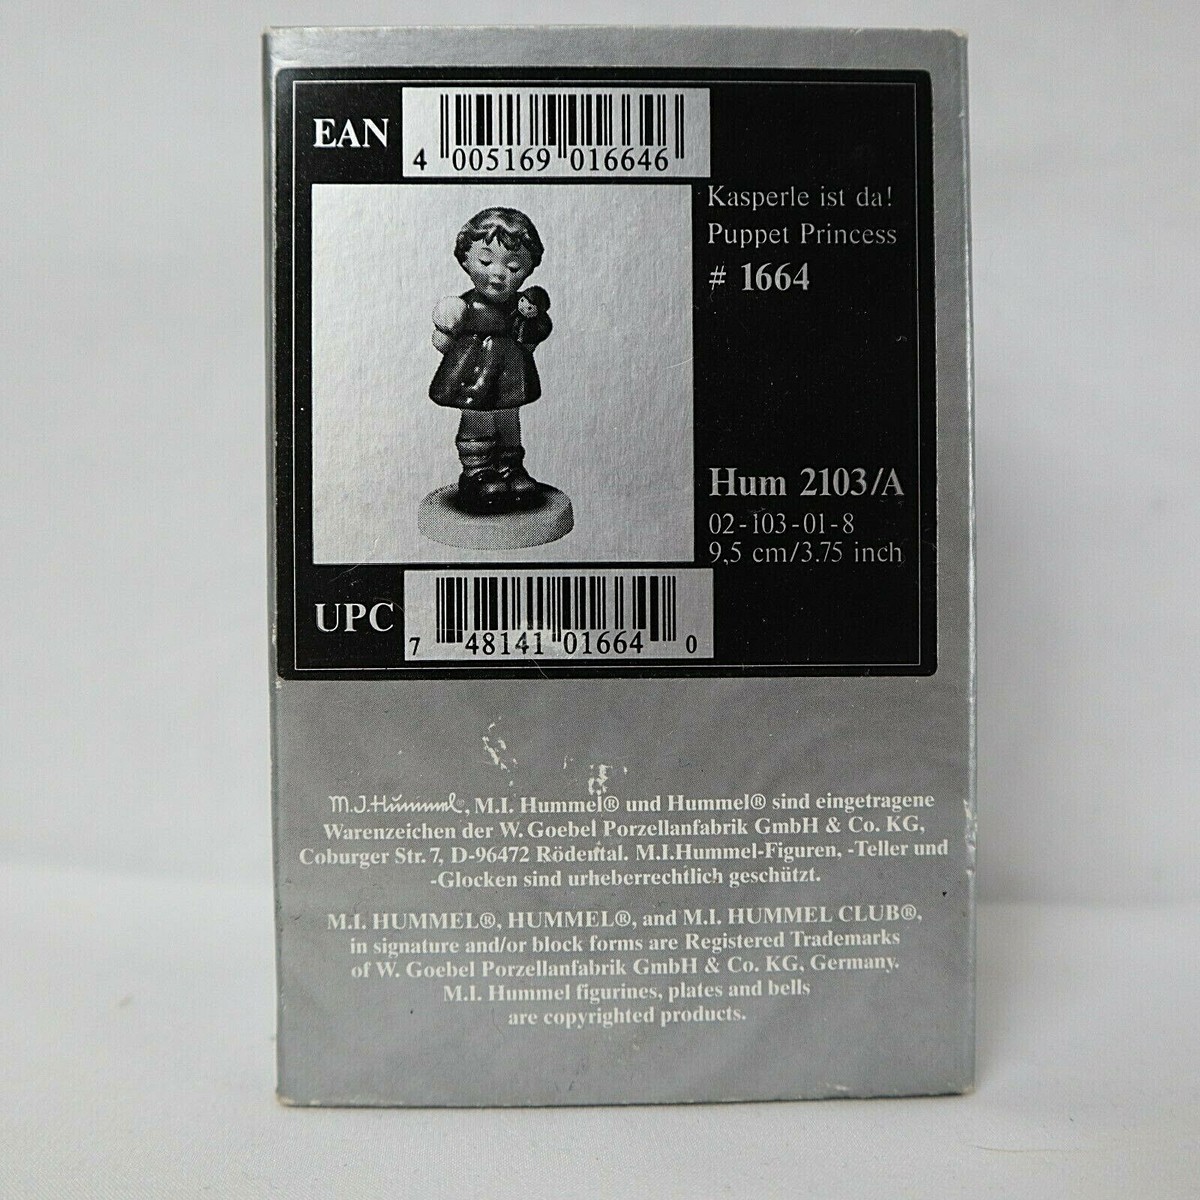 EAN
4 005169 016646
Kasperle ist da!
Puppet Princess
# 1664
Hum 2103/A
02-103-01-8
9,5 cm/3.75 inch
UPC
7 48141 01664 0
M.I. Hummel®, M.I. Hummel® und Hummel® sind eingetragene
Warenzeichen der W. Goebel Porzellanfabrik GmbH & Co. KG,
Coburger Str. 7, D-96472 Rödental. M.I.Hummel-Figuren, -Teller und
-Glocken sind urheberrechtlich geschützt.
M.I. HUMMEL®, HUMMEL®, and M.I. HUMMEL CLUB®,
in signature and/or block forms are Registered Trademarks
of W. Goebel Porzellanfabrik GmbH & Co. KG, Germany.
M.I. Hummel figurines, plates and bells
are copyrighted products.